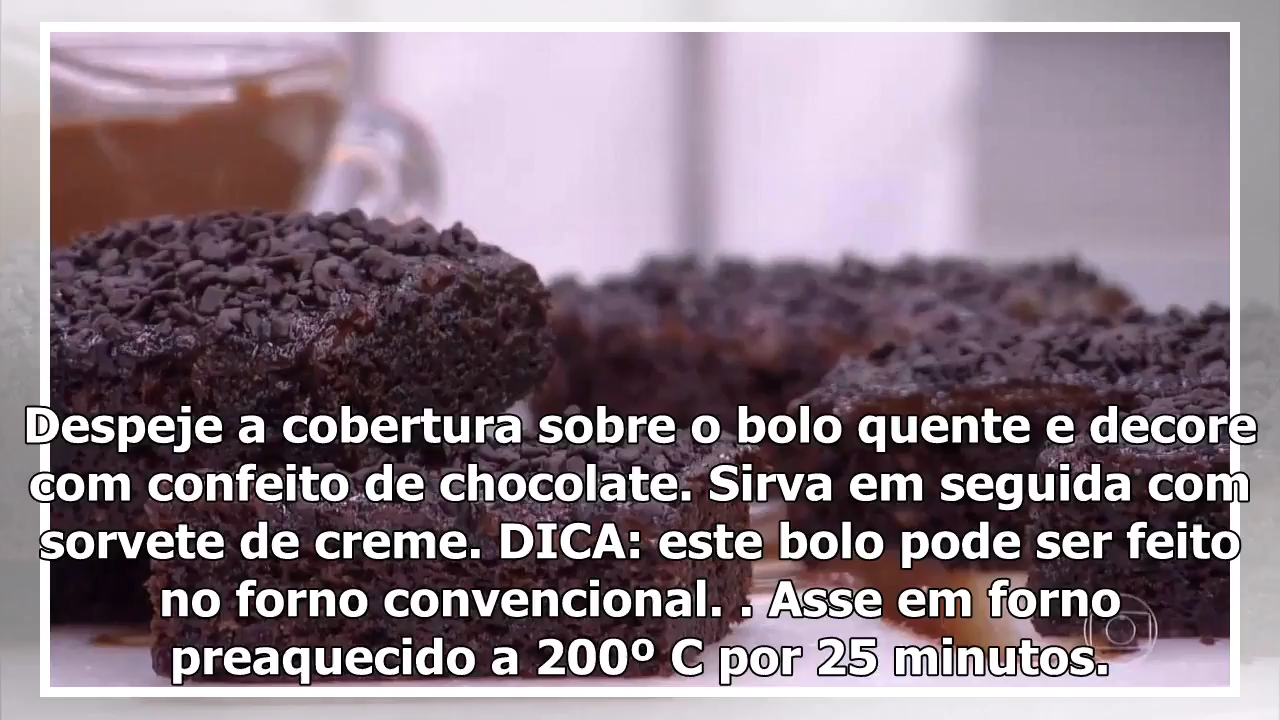 Despeje a cobertura sobre o bolo quente e decore
com confeito de chocolate. Sirva em seguida com
sorvete de creme. DICA: este bolo pode ser feito
no forno convencional. . Asse em forno
preaquecido a 200º C por 25 minutos.